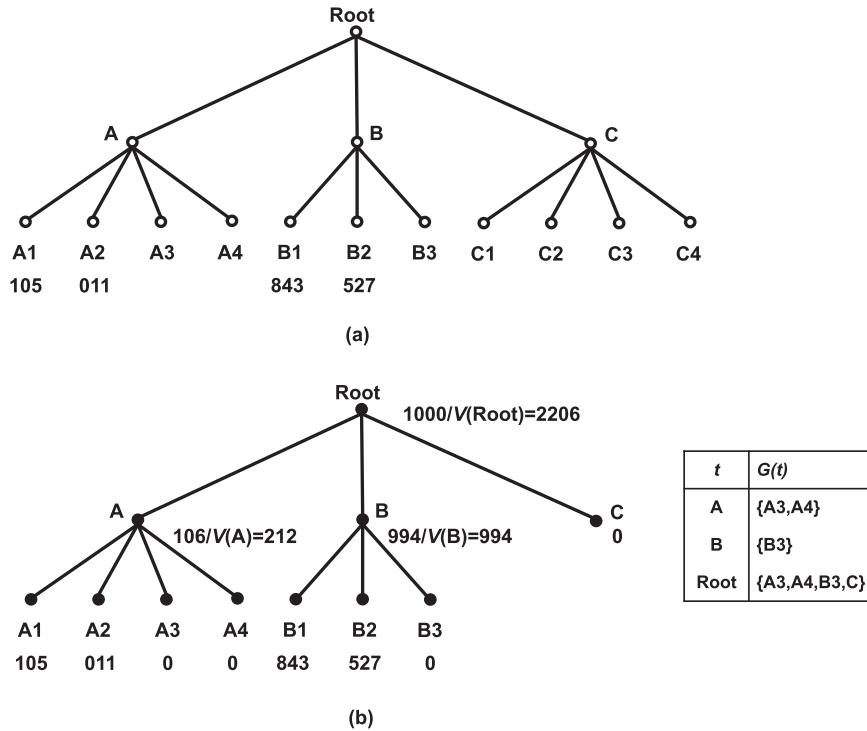 Root
A
B
C
A1 A2 A3 A4 B1 B2 B3 C1 C2 C3 C4
105 011 843 527
(a)
Root
1000/V(Root)=2206
A
106/V(A)=212
B
994/V(B)=994
C
0
A1 A2 A3 A4 B1 B2 B3
105 011 0 0 843 527 0
(b)
t G(t)
A {A3,A4}
B {B3}
Root {A3,A4,B3,C}